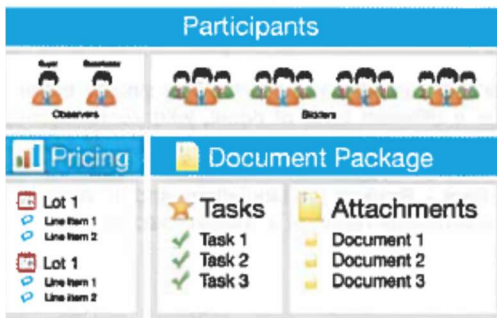 Participants
Observers
Bidders
Pricing
Document Package
Lot 1
Line Item 1
Line Item 2
Lot 1
Line Item 1
Line Item 2
Tasks
Task 1
Task 2
Task 3
Attachments
Document 1
Document 2
Document 3